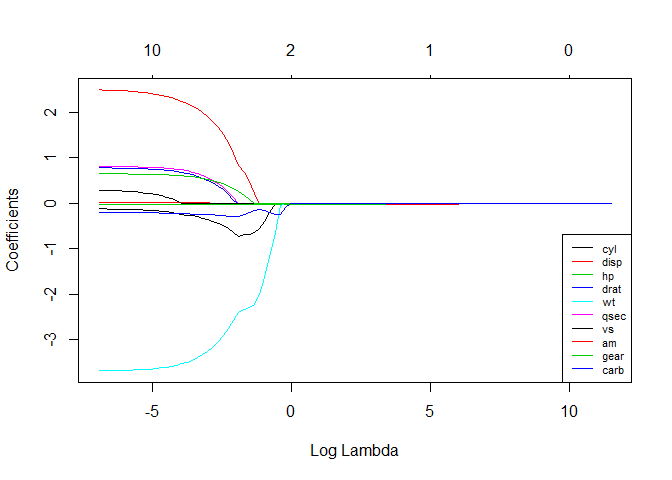 10 2 1 0
2
1
0
-1
-2
-3
Coefficients
cyl
disp
hp
drat
wt
qsec
vs
am
gear
carb
-5 0 5 10
Log Lambda